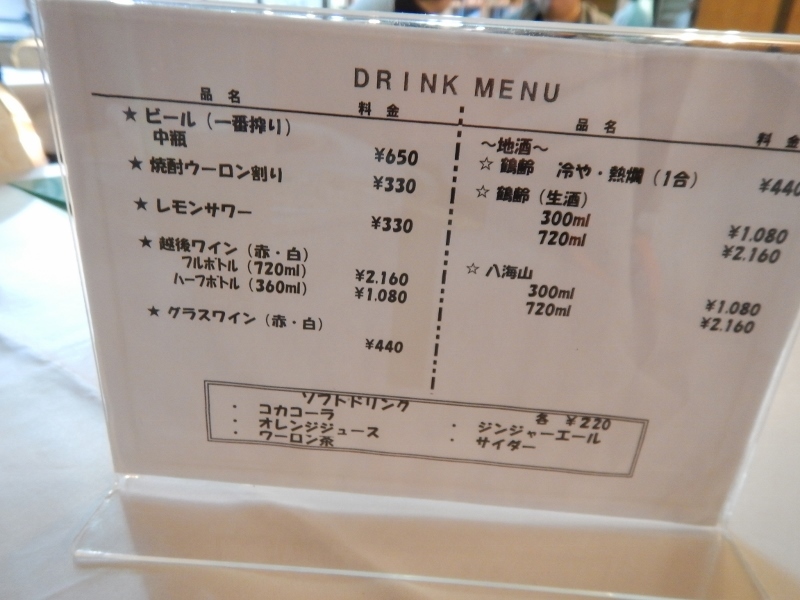 DRINK MENU
品名 料金
★ ビール（一番搾り）
中瓶 ¥650
★ 焼酎ウーロン割り ¥330
★ レモンサワー ¥330
★ 越後ワイン（赤・白）
フルボトル（720ml） ¥2.160
ハーフボトル（360ml） ¥1.080
★ グラスワイン（赤・白）
¥440
品名 料金
～地酒～
☆ 鶴齢 冷や・熱燗（1合） ¥440
☆ 鶴齢（生酒）
300ml ¥1.080
720ml ¥2.160
☆ 八海山
300ml ¥1.080
720ml ¥2.160
ソフトドリンク 各 ¥220
・ コカコーラ ・ ジンジャーエール
・ オレンジジュース ・ サイダー
・ ウーロン茶